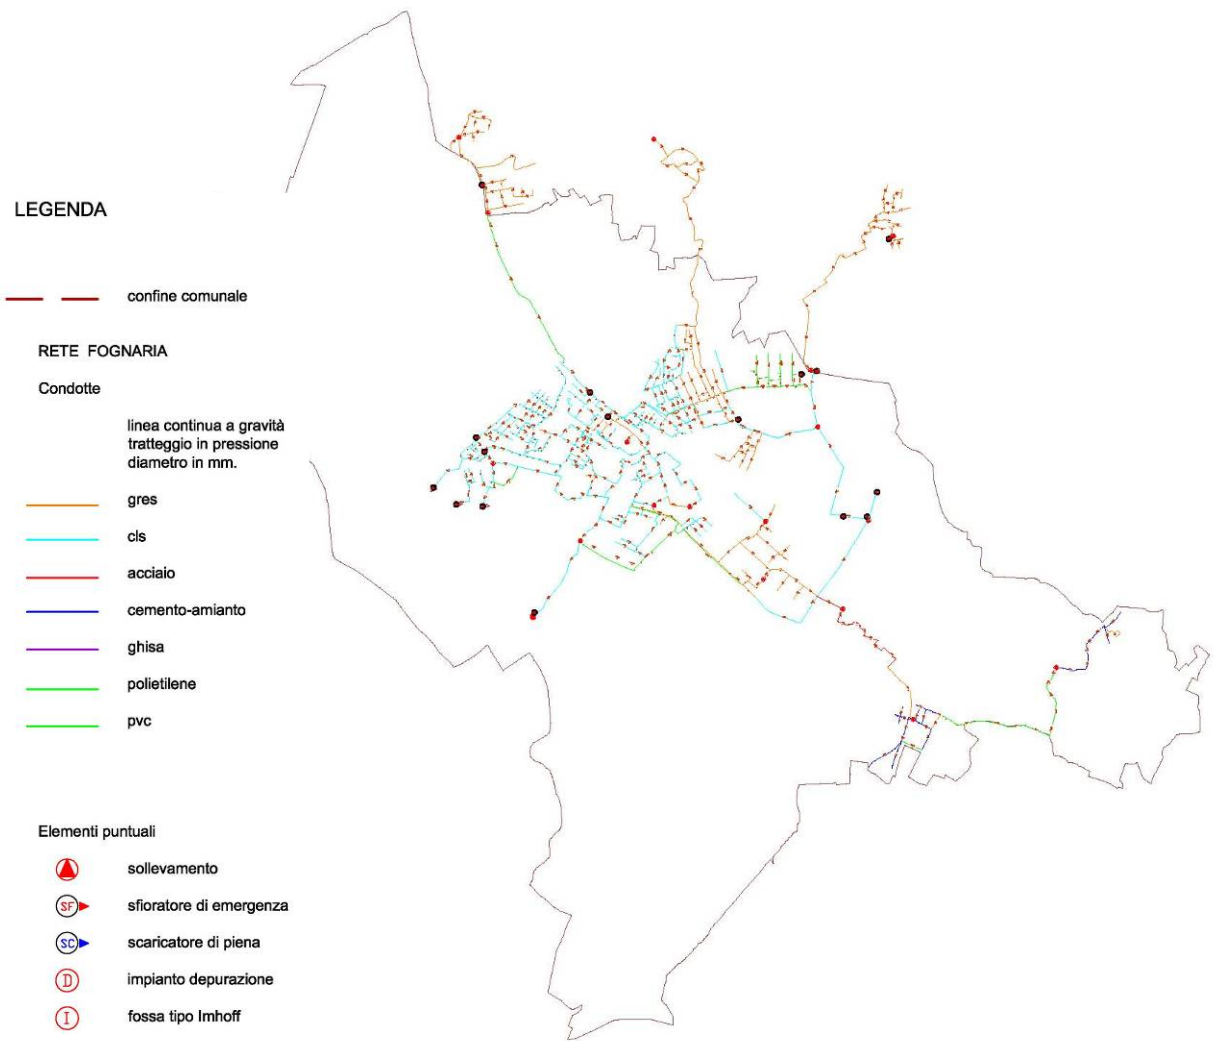 LEGENDA
confine comunale
RETE FOGNARIA
Condotte
linea continua a gravità
tratteggio in pressione
diametro in mm.
gres
cls
acciaio
cemento-amianto
ghisa
polietilene
pvc
Elementi puntuali
sollevamento
SF sfioratore di emergenza
SC scaricatore di piena
D impianto depurazione
I fossa tipo Imhoff